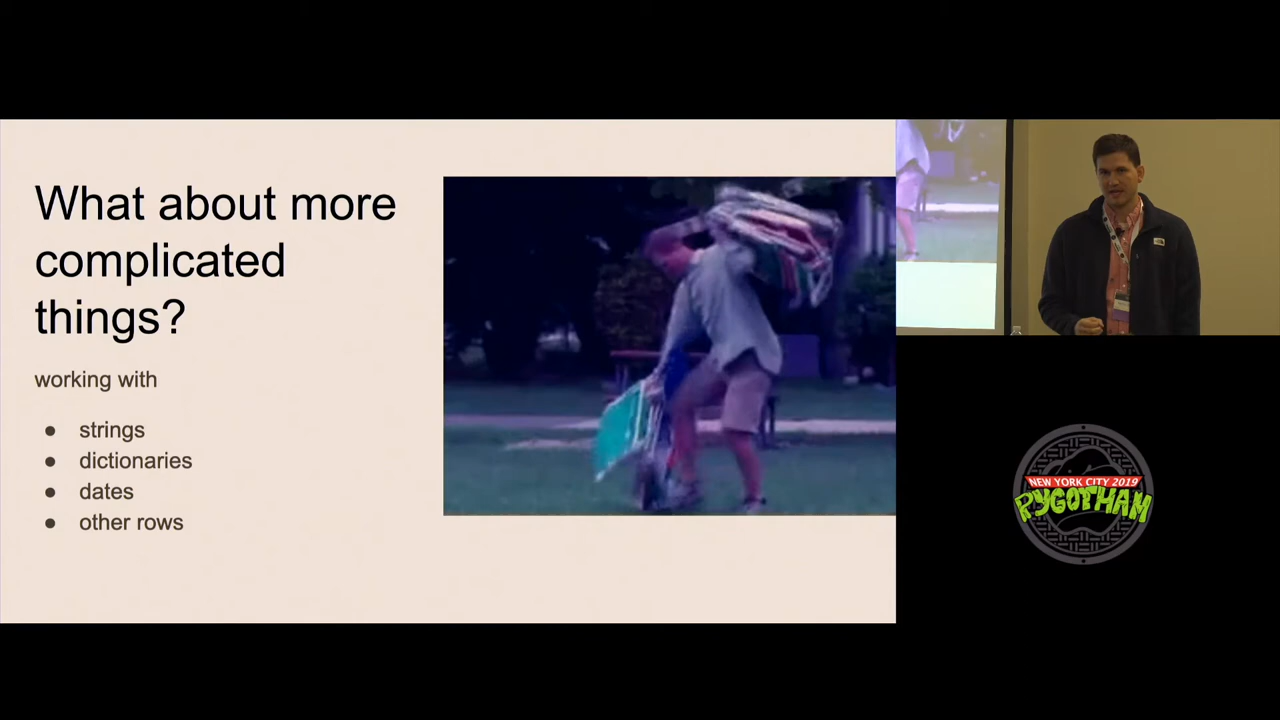 What about more
complicated
things?
working with
● strings
● dictionaries
● dates
● other rows
NEW YORK CITY 2019
PYGOTHAM